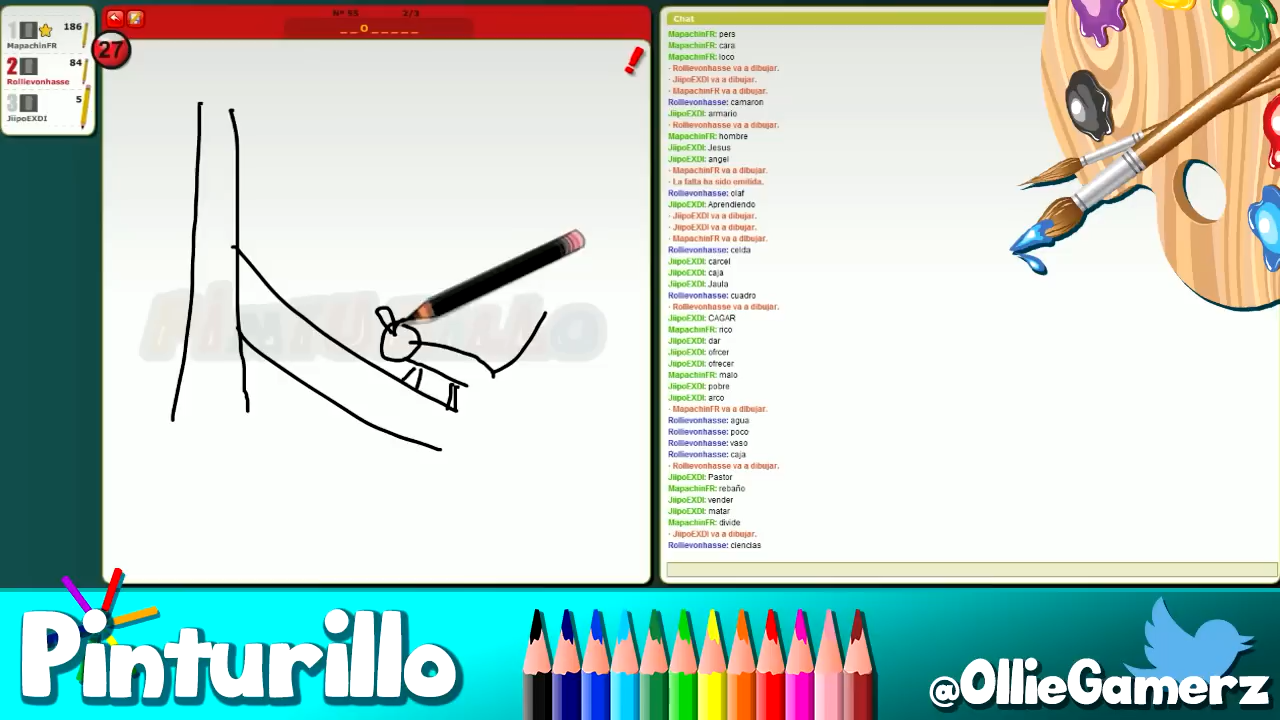 1
186
MapachinFR
2
84
Rollievonhasse
3
5
JiipoEXDI
27
2/3
_ _ o _ _ _ _ _
Chat
MapachinFR: pers
MapachinFR: cara
MapachinFR: loco
· Rollievonhasse va a dibujar.
· JiipoEXDI va a dibujar.
· MapachinFR va a dibujar.
Rollievonhasse: camaron
JiipoEXDI: armario
· Rollievonhasse va a dibujar.
MapachinFR: hombre
JiipoEXDI: Jesus
JiipoEXDI: angel
· MapachinFR va a dibujar.
· La falta ha sido emitida.
Rollievonhasse: olaf
JiipoEXDI: Aprendiendo
· JiipoEXDI va a dibujar.
· JiipoEXDI va a dibujar.
· MapachinFR va a dibujar.
Rollievonhasse: celda
JiipoEXDI: carcel
JiipoEXDI: caja
JiipoEXDI: Jaula
Rollievonhasse: cuadro
· Rollievonhasse va a dibujar.
JiipoEXDI: CAGAR
MapachinFR: rico
JiipoEXDI: dar
JiipoEXDI: ofrcer
JiipoEXDI: ofrecer
MapachinFR: malo
JiipoEXDI: pobre
JiipoEXDI: arco
· MapachinFR va a dibujar.
Rollievonhasse: agua
Rollievonhasse: poco
Rollievonhasse: vaso
Rollievonhasse: caja
· Rollievonhasse va a dibujar.
JiipoEXDI: Pastor
MapachinFR: rebaño
JiipoEXDI: vender
JiipoEXDI: matar
MapachinFR: divide
· JiipoEXDI va a dibujar.
Rollievonhasse: ciencias
Pinturillo
@OllieGamerz